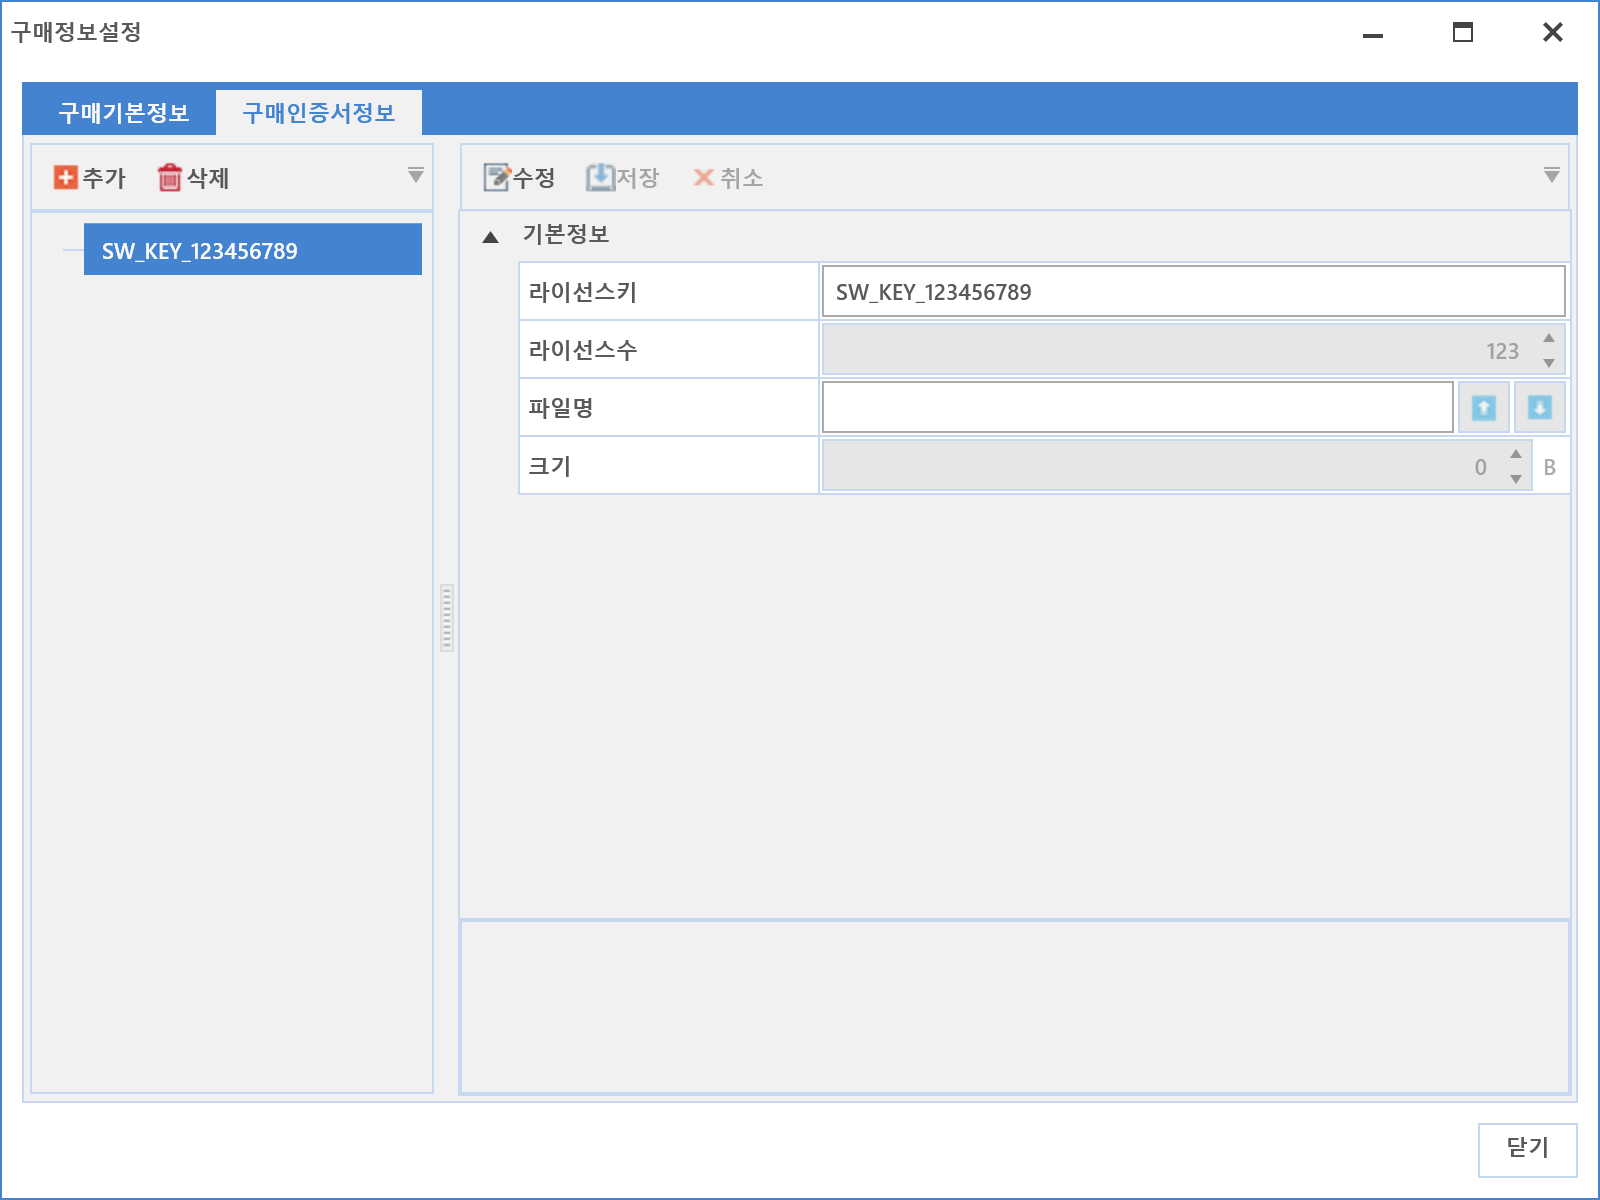 구매정보설정
구매기본정보 구매인증서정보
추가 삭제
수정 저장 취소
SW_KEY_123456789
기본정보
라이선스키 SW_KEY_123456789
라이선스수 123
파일명
크기 0 B
닫기